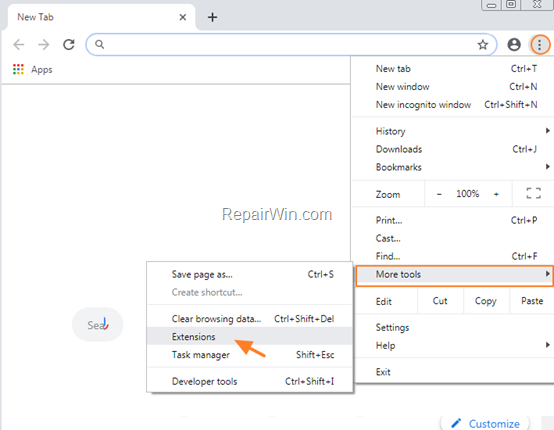 New Tab
Apps
New tab Ctrl+T
New window Ctrl+N
New incognito window Ctrl+Shift+N
History
Downloads Ctrl+J
Bookmarks
Zoom - 100% +
Print... Ctrl+P
Cast...
Find... Ctrl+F
More tools
Edit Cut Copy Paste
Settings
Help
Exit
RepairWin.com
Save page as... Ctrl+S
Create shortcut...
Clear browsing data... Ctrl+Shift+Del
Extensions
Task manager Shift+Esc
Developer tools Ctrl+Shift+I
Sea
Customize